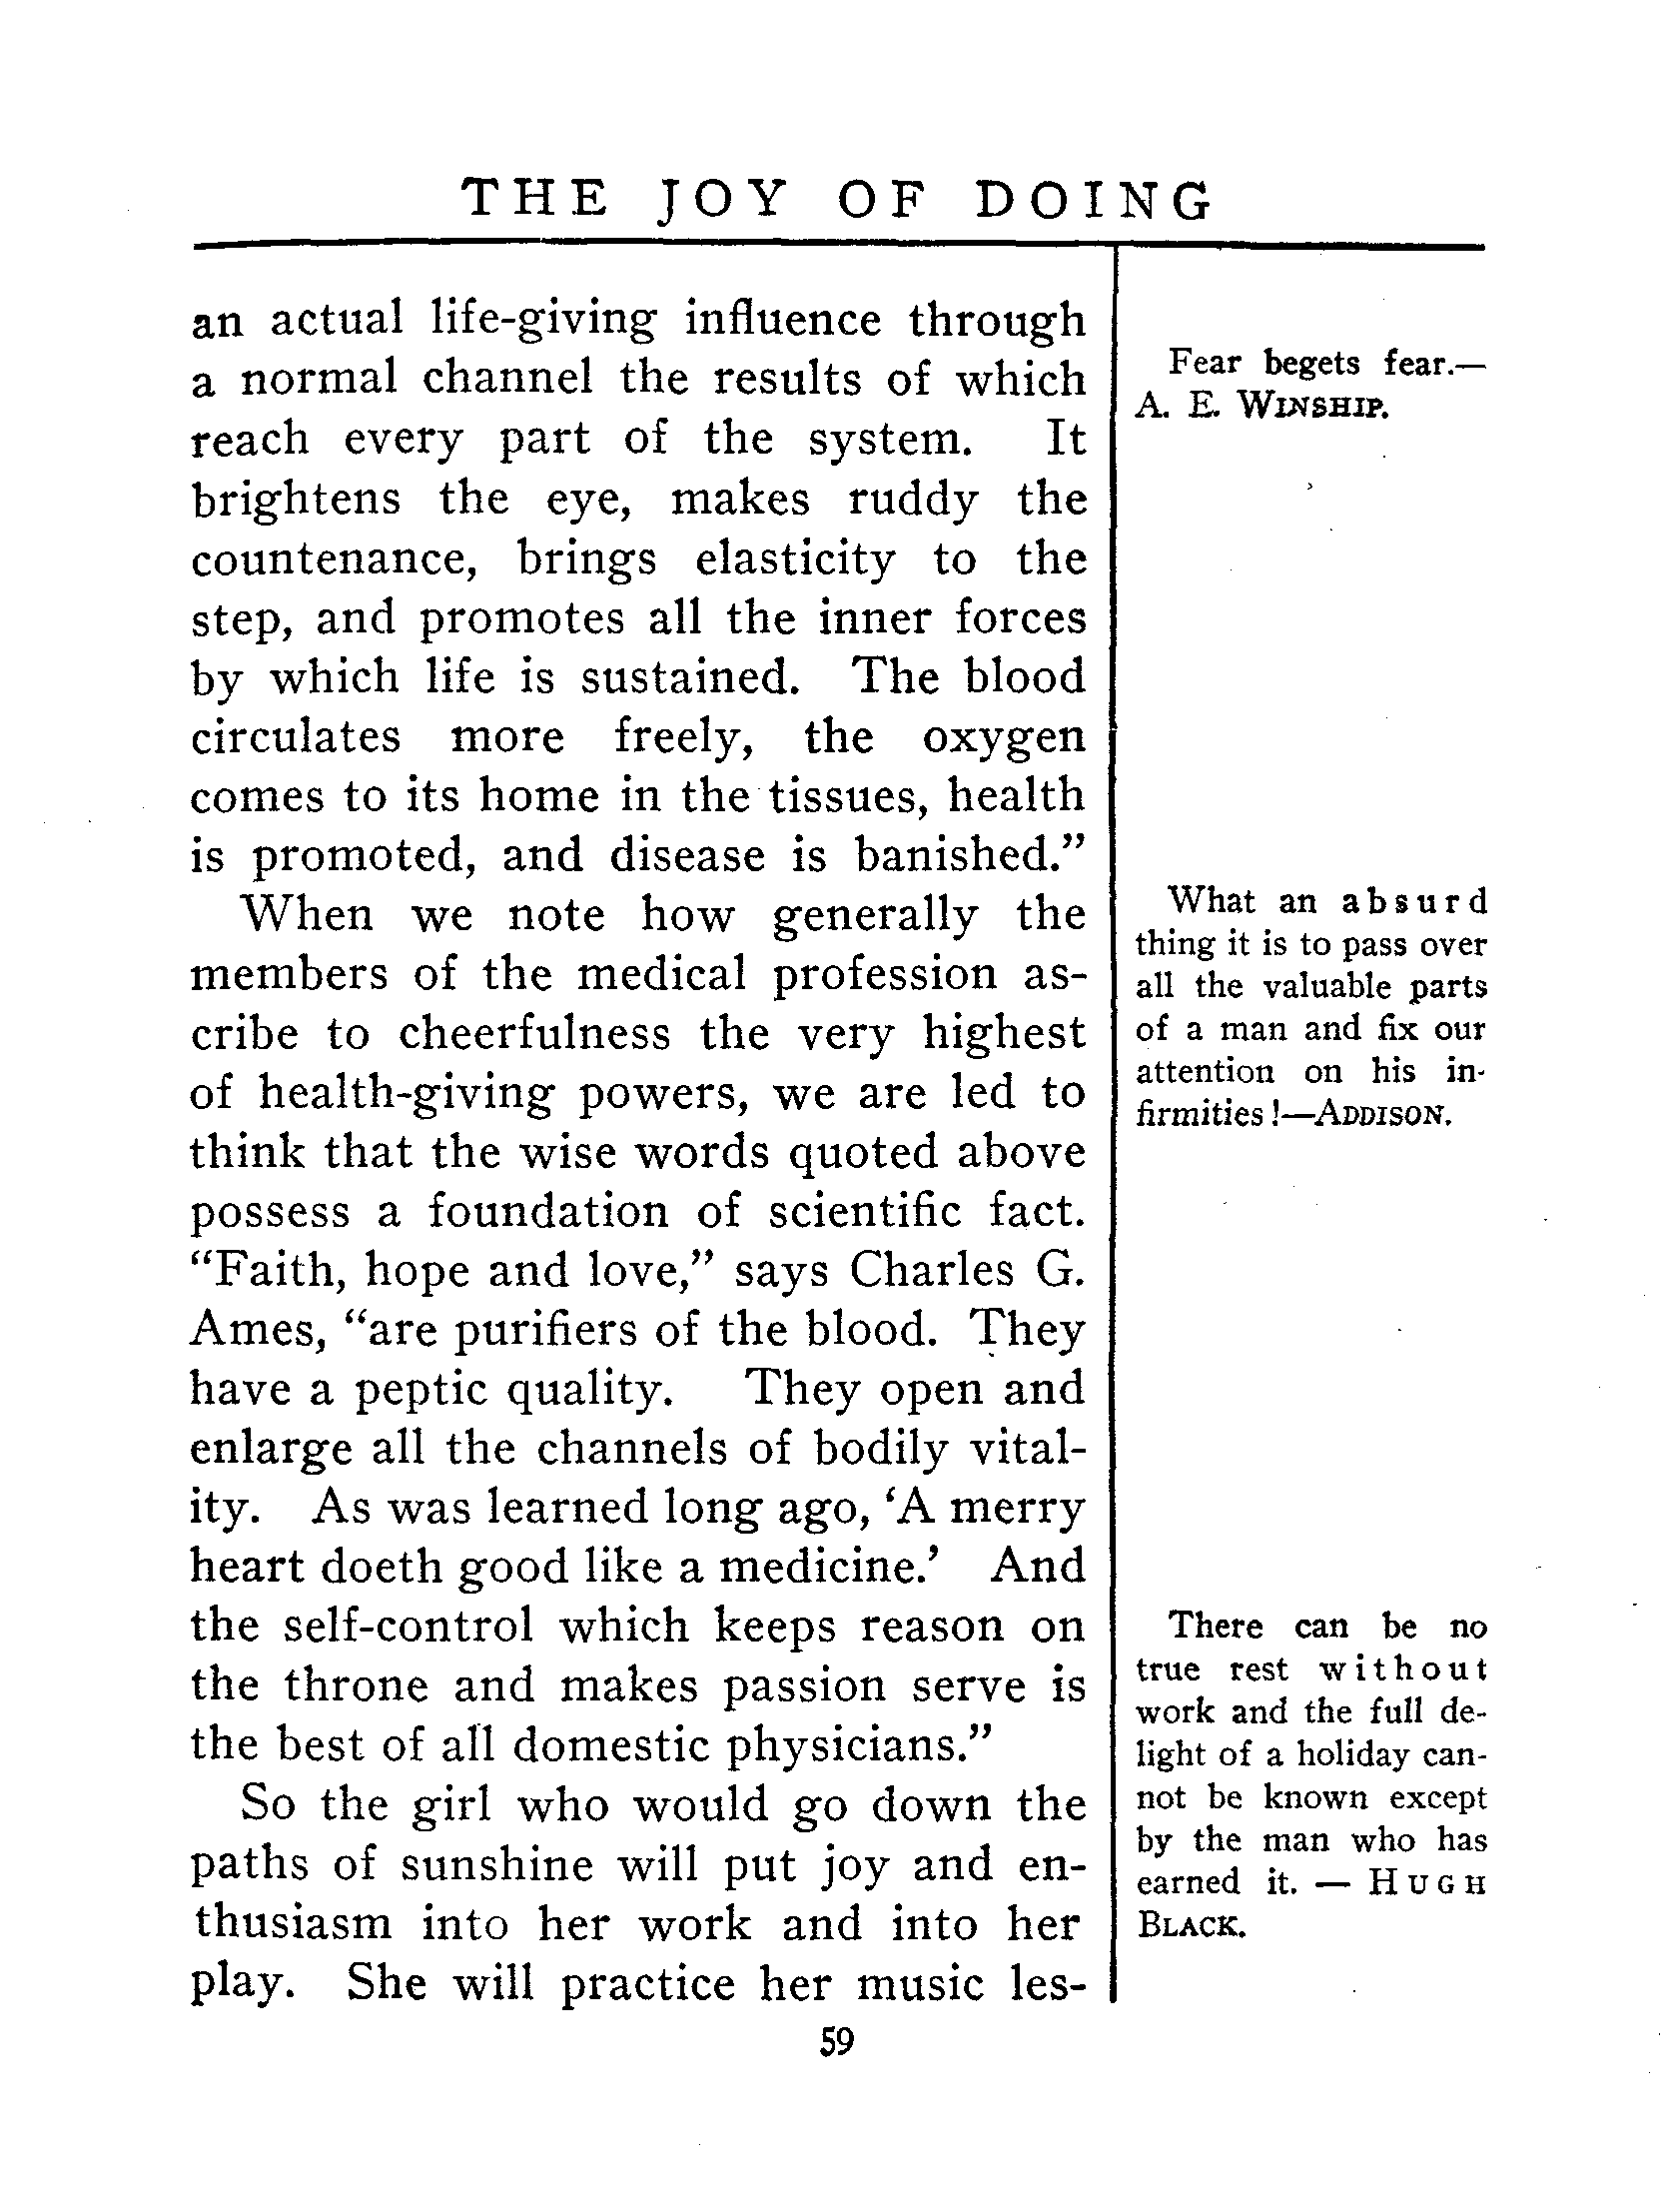 THE JOY OF DOING
an actual life-giving influence through
a normal channel the results of which
reach every part of the system. It
brightens the eye, makes ruddy the
countenance, brings elasticity to the
step, and promotes all the inner forces
by which life is sustained. The blood
circulates more freely, the oxygen
comes to its home in the tissues, health
is promoted, and disease is banished.”
When we note how generally the
members of the medical profession as-
cribe to cheerfulness the very highest
of health-giving powers, we are led to
think that the wise words quoted above
possess a foundation of scientific fact.
“Faith, hope and love,” says Charles G.
Ames, “are purifiers of the blood. They
have a peptic quality. They open and
enlarge all the channels of bodily vital-
ity. As was learned long ago, ‘A merry
heart doeth good like a medicine.’ And
the self-control which keeps reason on
the throne and makes passion serve is
the best of all domestic physicians.”
So the girl who would go down the
paths of sunshine will put joy and en-
thusiasm into her work and into her
play. She will practice her music les-
Fear begets fear.—
A. E. WINSHIP.
What an absurd
thing it is to pass over
all the valuable parts
of a man and fix our
attention on his in-
firmities!—ADDISON.
There can be no
true rest without
work and the full de-
light of a holiday can-
not be known except
by the man who has
earned it. — HUGH
BLACK.
59